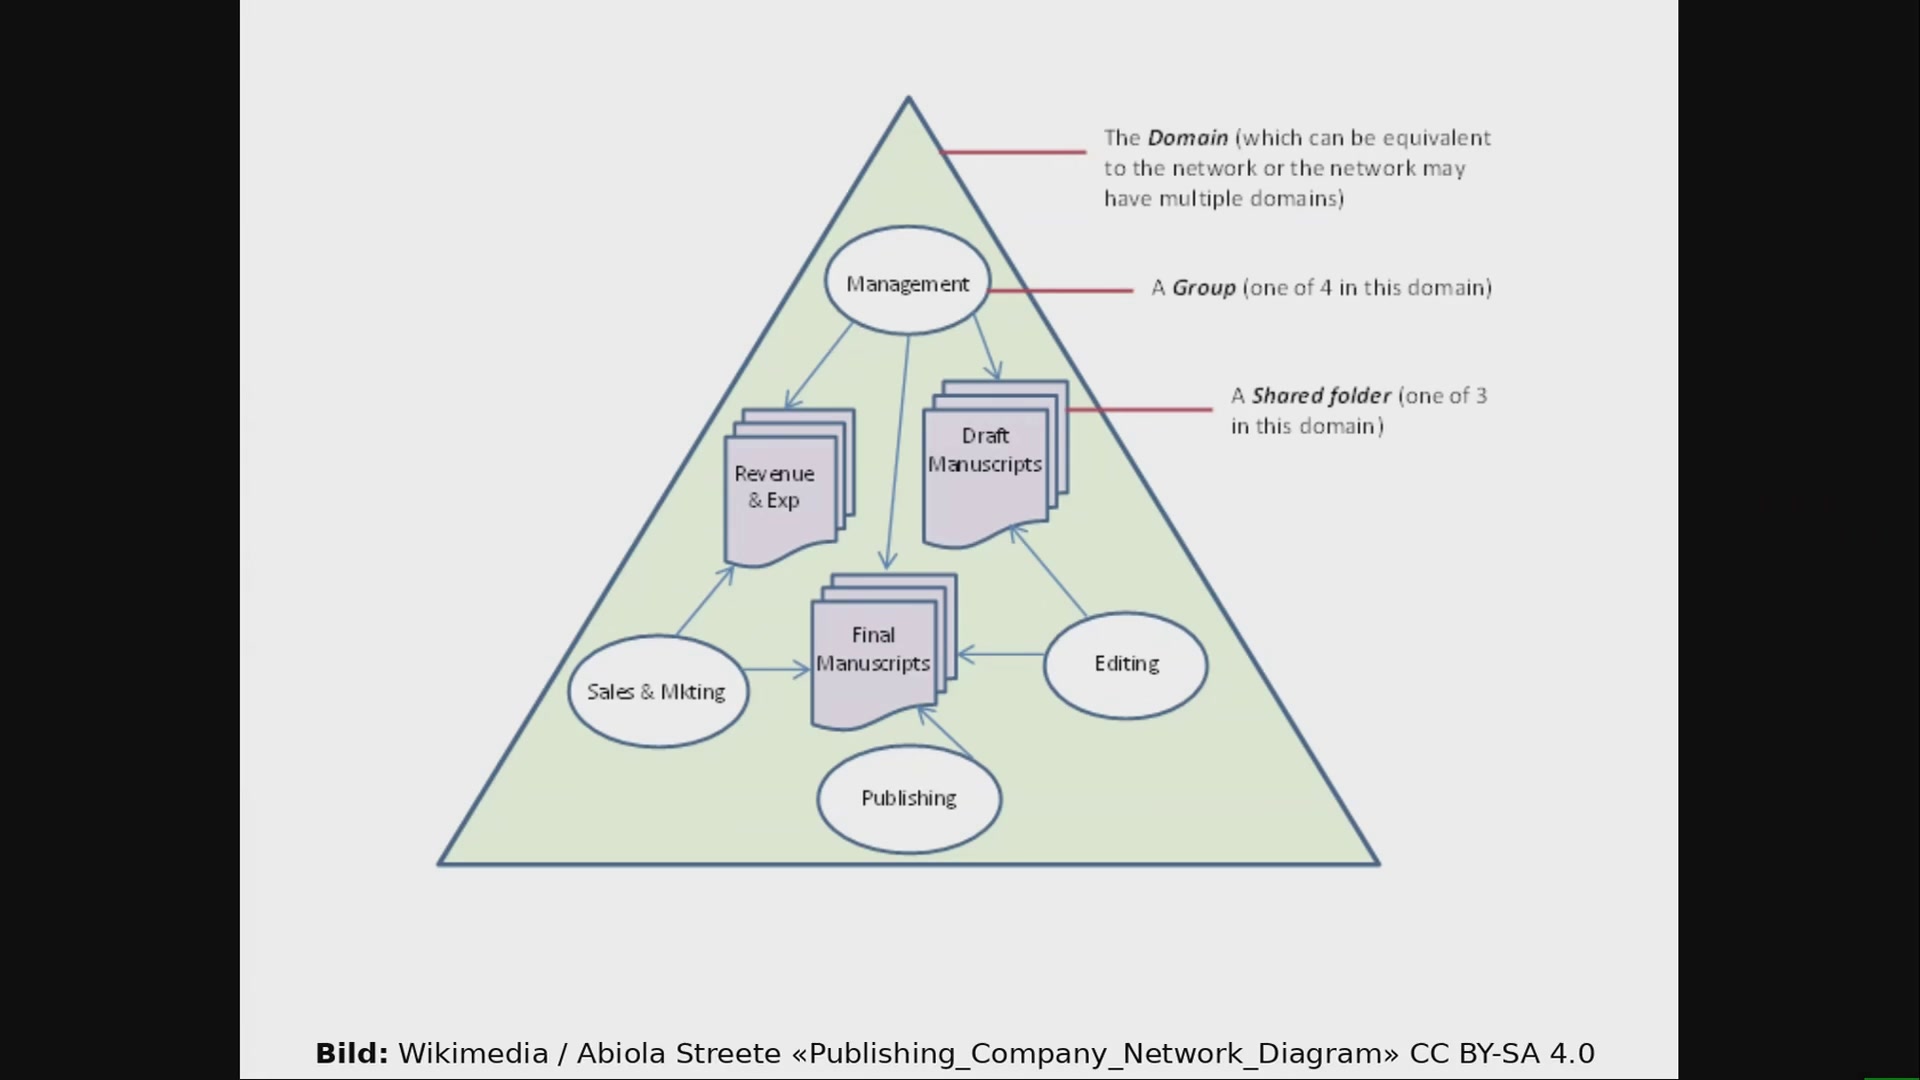 The Domain (which can be equivalent
to the network or the network may
have multiple domains)
Management
A Group (one of 4 in this domain)
A Shared folder (one of 3
in this domain)
Draft
Manuscripts
Revenue
& Exp
Final
Manuscripts
Editing
Sales & Mkting
Publishing
Bild: Wikimedia / Abiola Streete «Publishing_Company_Network_Diagram» CC BY-SA 4.0